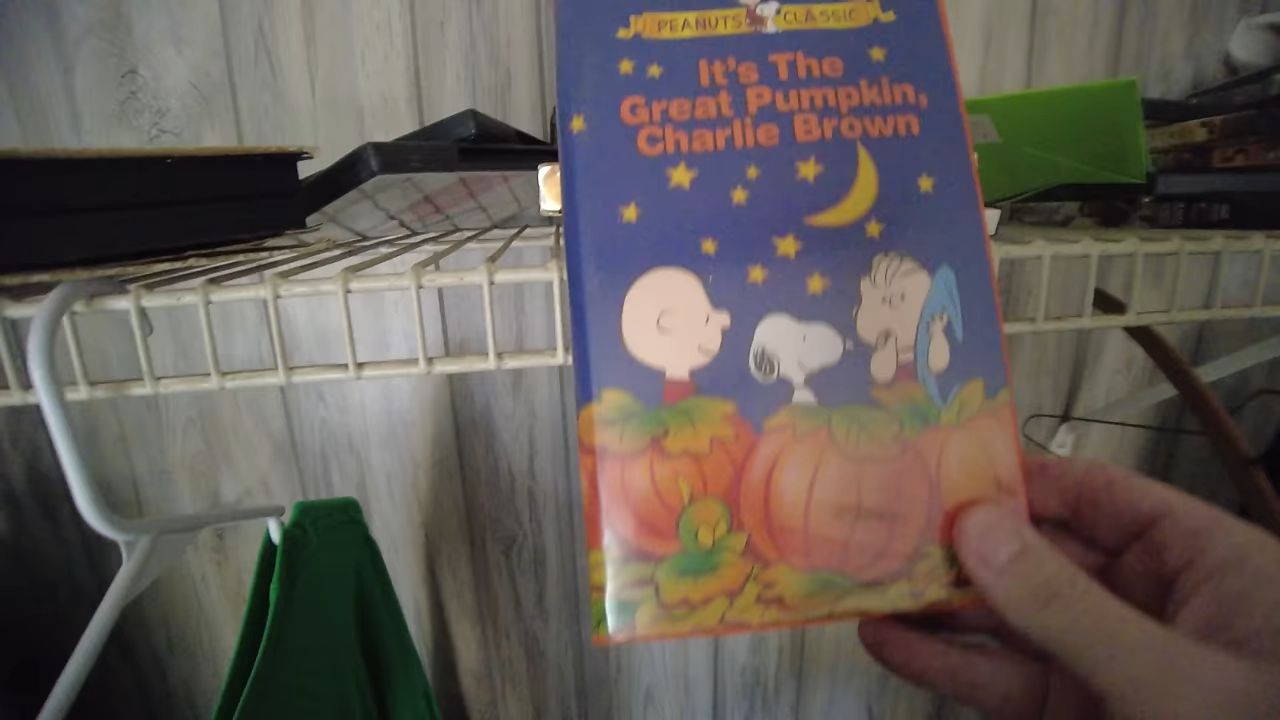 PEANUTS CLASSIC
It's The
Great Pumpkin,
Charlie Brown